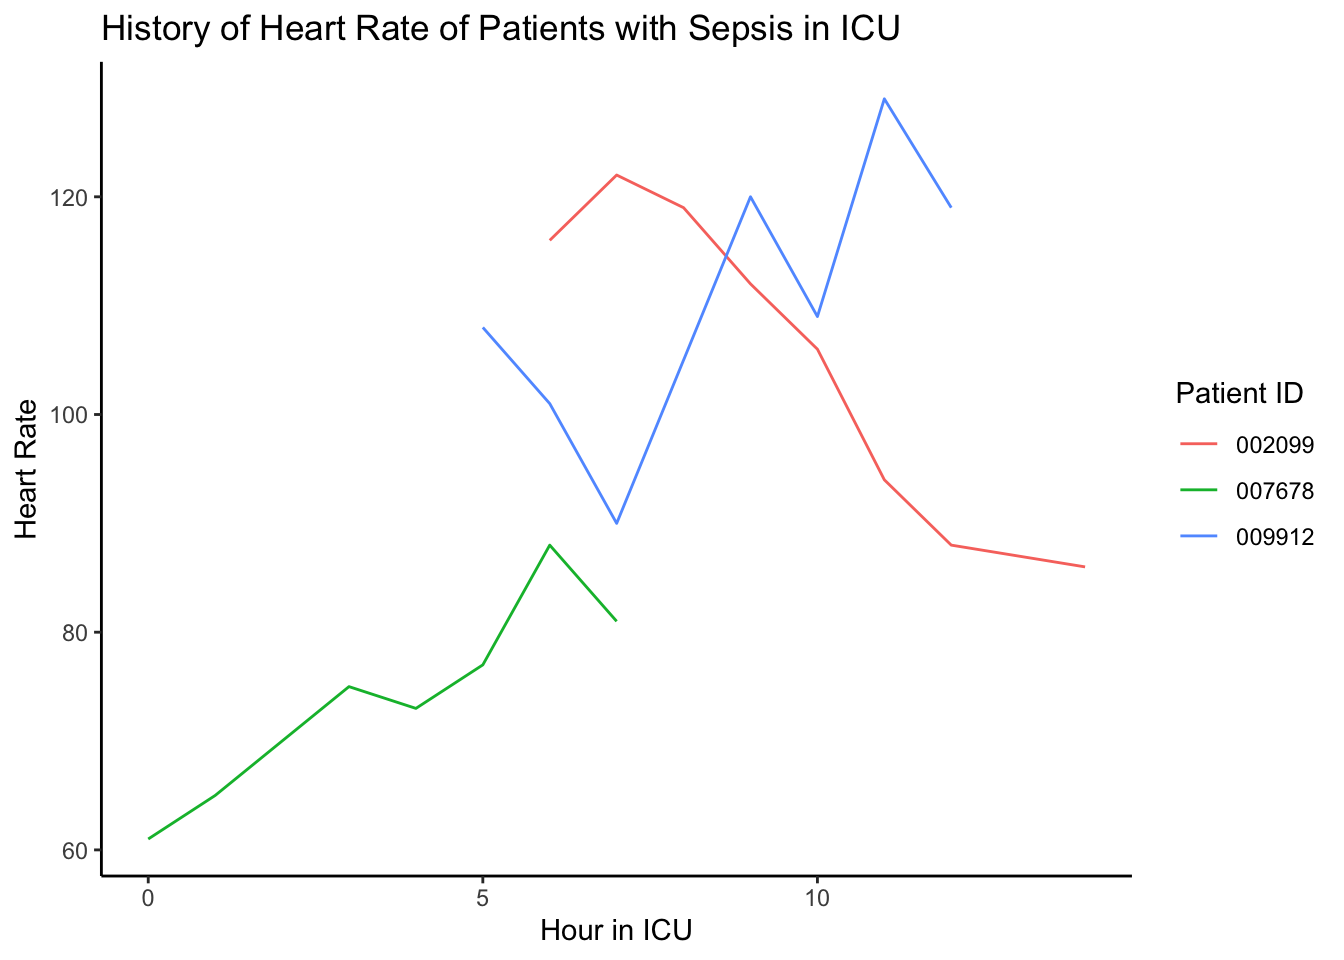 History of Heart Rate of Patients with Sepsis in ICU
120
100
80
60
Heart Rate
0 5 10
Hour in ICU
Patient ID
002099
007678
009912